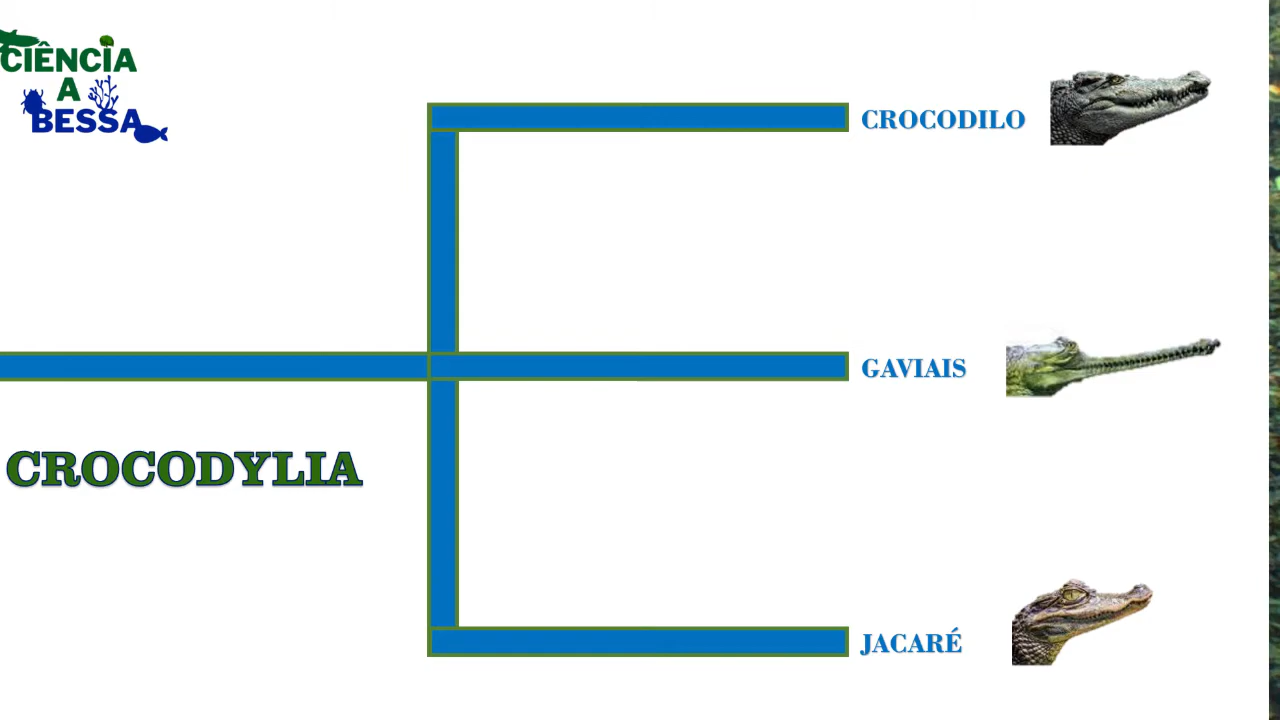 CIÊNCIA
A
BESSA
CROCODILO
GAVIAIS
CROCODYLIA
JACARÉ